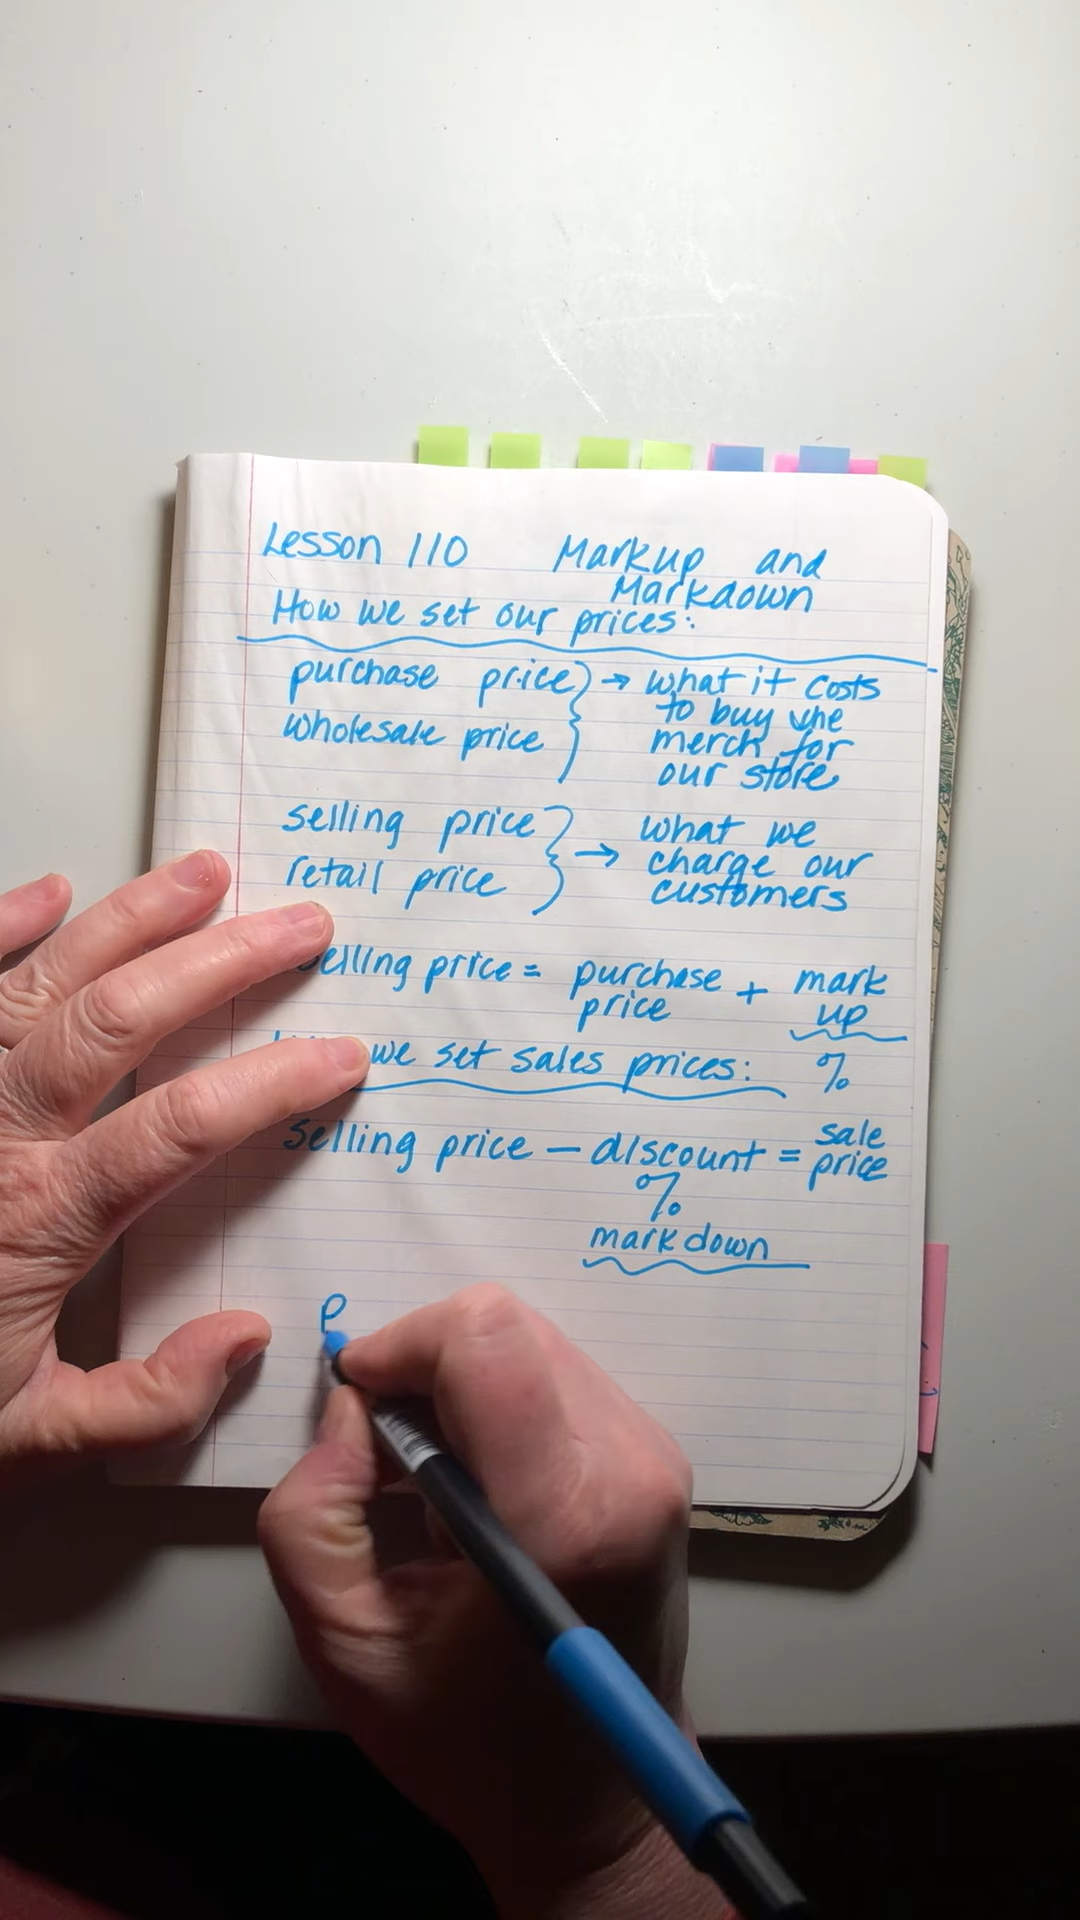 Lesson 110 Markup and
Markdown
How we set our prices:
purchase price → what it costs
to buy the
wholesale price merch for
our store
selling price → what we
charge our
retail price customers
elling price = purchase + mark
price up
we set sales prices: %
selling price – discount = sale
price
%
markdown
P